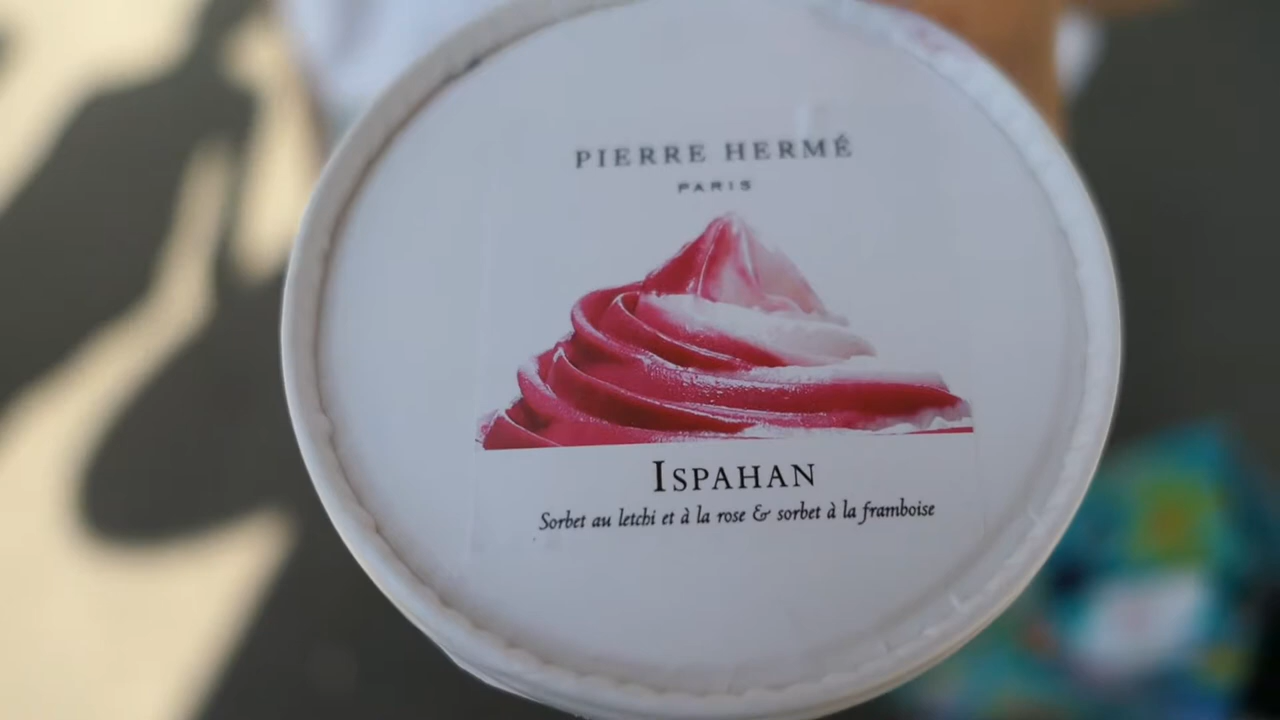 PIERRE HERMÉ
PARIS
ISPAHAN
Sorbet au letchi et à la rose & sorbet à la framboise